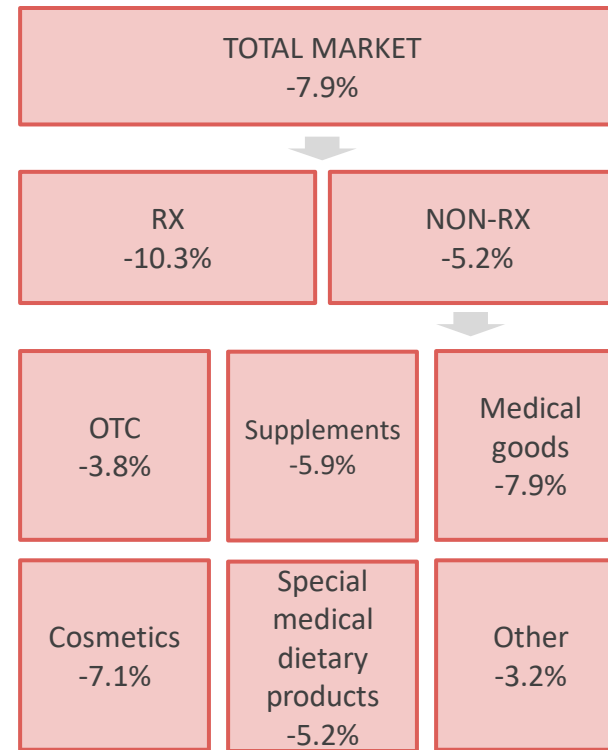 TOTAL MARKET
-7.9%
RX
-10.3%
NON-RX
-5.2%
OTC
-3.8%
Supplements
-5.9%
Medical
goods
-7.9%
Cosmetics
-7.1%
Special
medical
dietary
products
-5.2%
Other
-3.2%